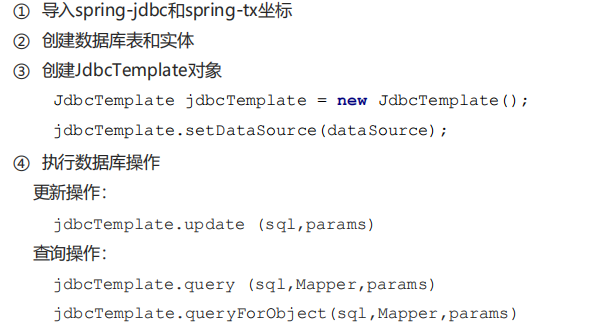 ① 导入spring-jdbc和spring-tx坐标
② 创建数据库表和实体
③ 创建JdbcTemplate对象
JdbcTemplate jdbcTemplate = new JdbcTemplate();
jdbcTemplate.setDataSource(dataSource);
④ 执行数据库操作
更新操作：
jdbcTemplate.update (sql,params)
查询操作：
jdbcTemplate.query (sql,Mapper,params)
jdbcTemplate.queryForObject(sql,Mapper,params)